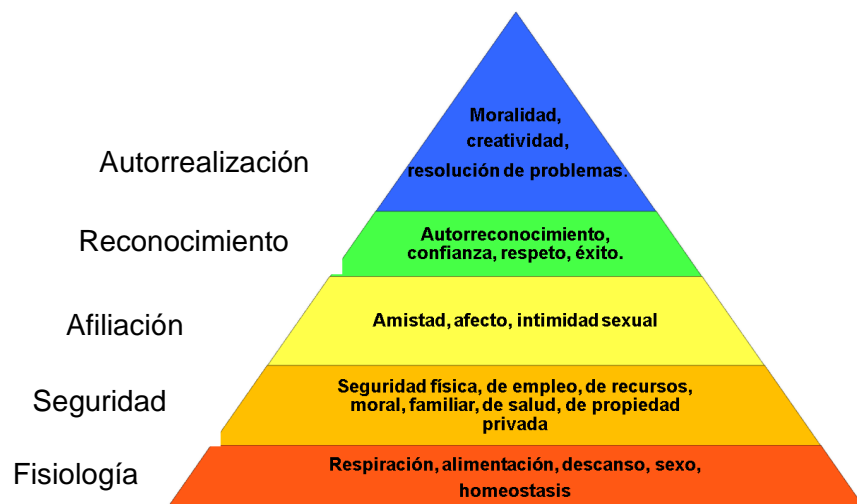 Moralidad,
creatividad,
Autorrealización
resolución de problemas.
Reconocimiento
Autorreconocimiento,
confianza, respeto, éxito.
Afiliación
Amistad, afecto, intimidad sexual
Seguridad
Seguridad física, de empleo, de recursos,
moral, familiar, de salud, de propiedad
privada
Fisiología
Respiración, alimentación, descanso, sexo,
homeostasis